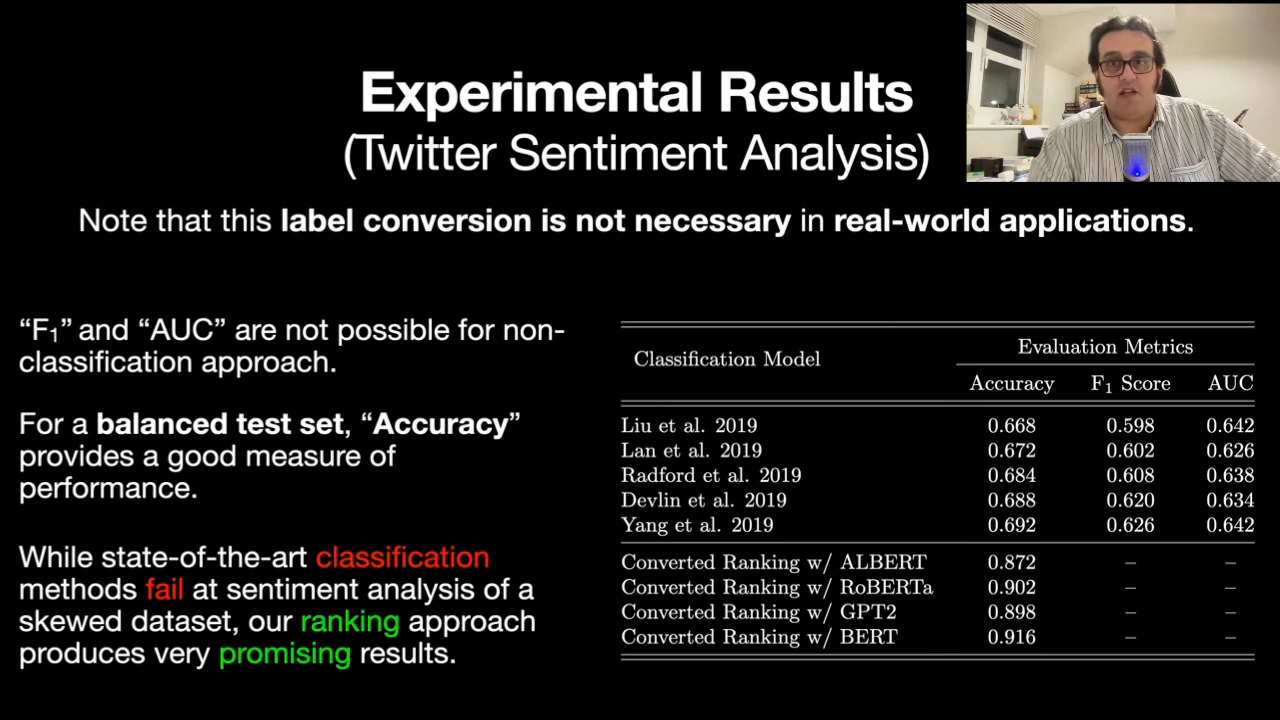 Experimental Results
(Twitter Sentiment Analysis)
Note that this label conversion is not necessary in real-world applications.
“F₁” and “AUC” are not possible for non-
classification approach.
For a balanced test set, “Accuracy”
provides a good measure of
performance.
While state-of-the-art classification
methods fail at sentiment analysis of a
skewed dataset, our ranking approach
produces very promising results.
Classification Model Evaluation Metrics
Accuracy F₁ Score AUC
Liu et al. 2019 0.668 0.598 0.642
Lan et al. 2019 0.672 0.602 0.626
Radford et al. 2019 0.684 0.608 0.638
Devlin et al. 2019 0.688 0.620 0.634
Yang et al. 2019 0.692 0.626 0.642
Converted Ranking w/ ALBERT 0.872 – –
Converted Ranking w/ RoBERTa 0.902 – –
Converted Ranking w/ GPT2 0.898 – –
Converted Ranking w/ BERT 0.916 – –